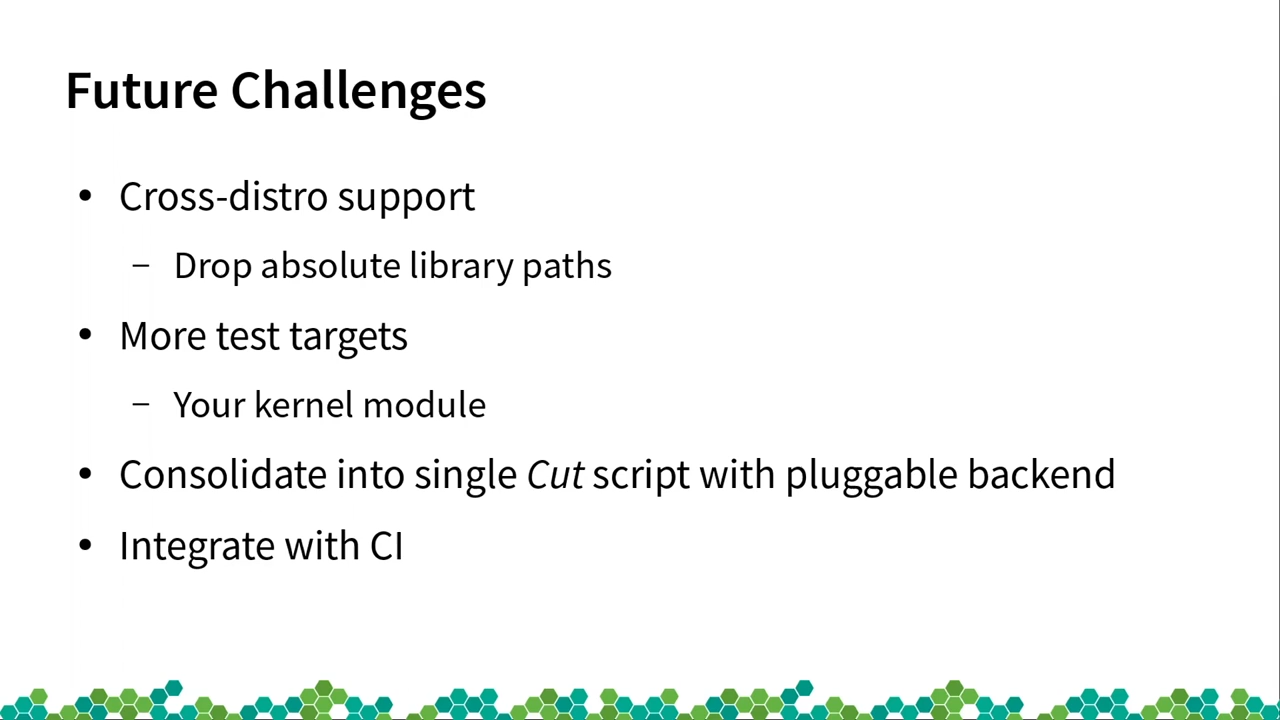 Future Challenges
• Cross-distro support
– Drop absolute library paths
• More test targets
– Your kernel module
• Consolidate into single Cut script with pluggable backend
• Integrate with CI